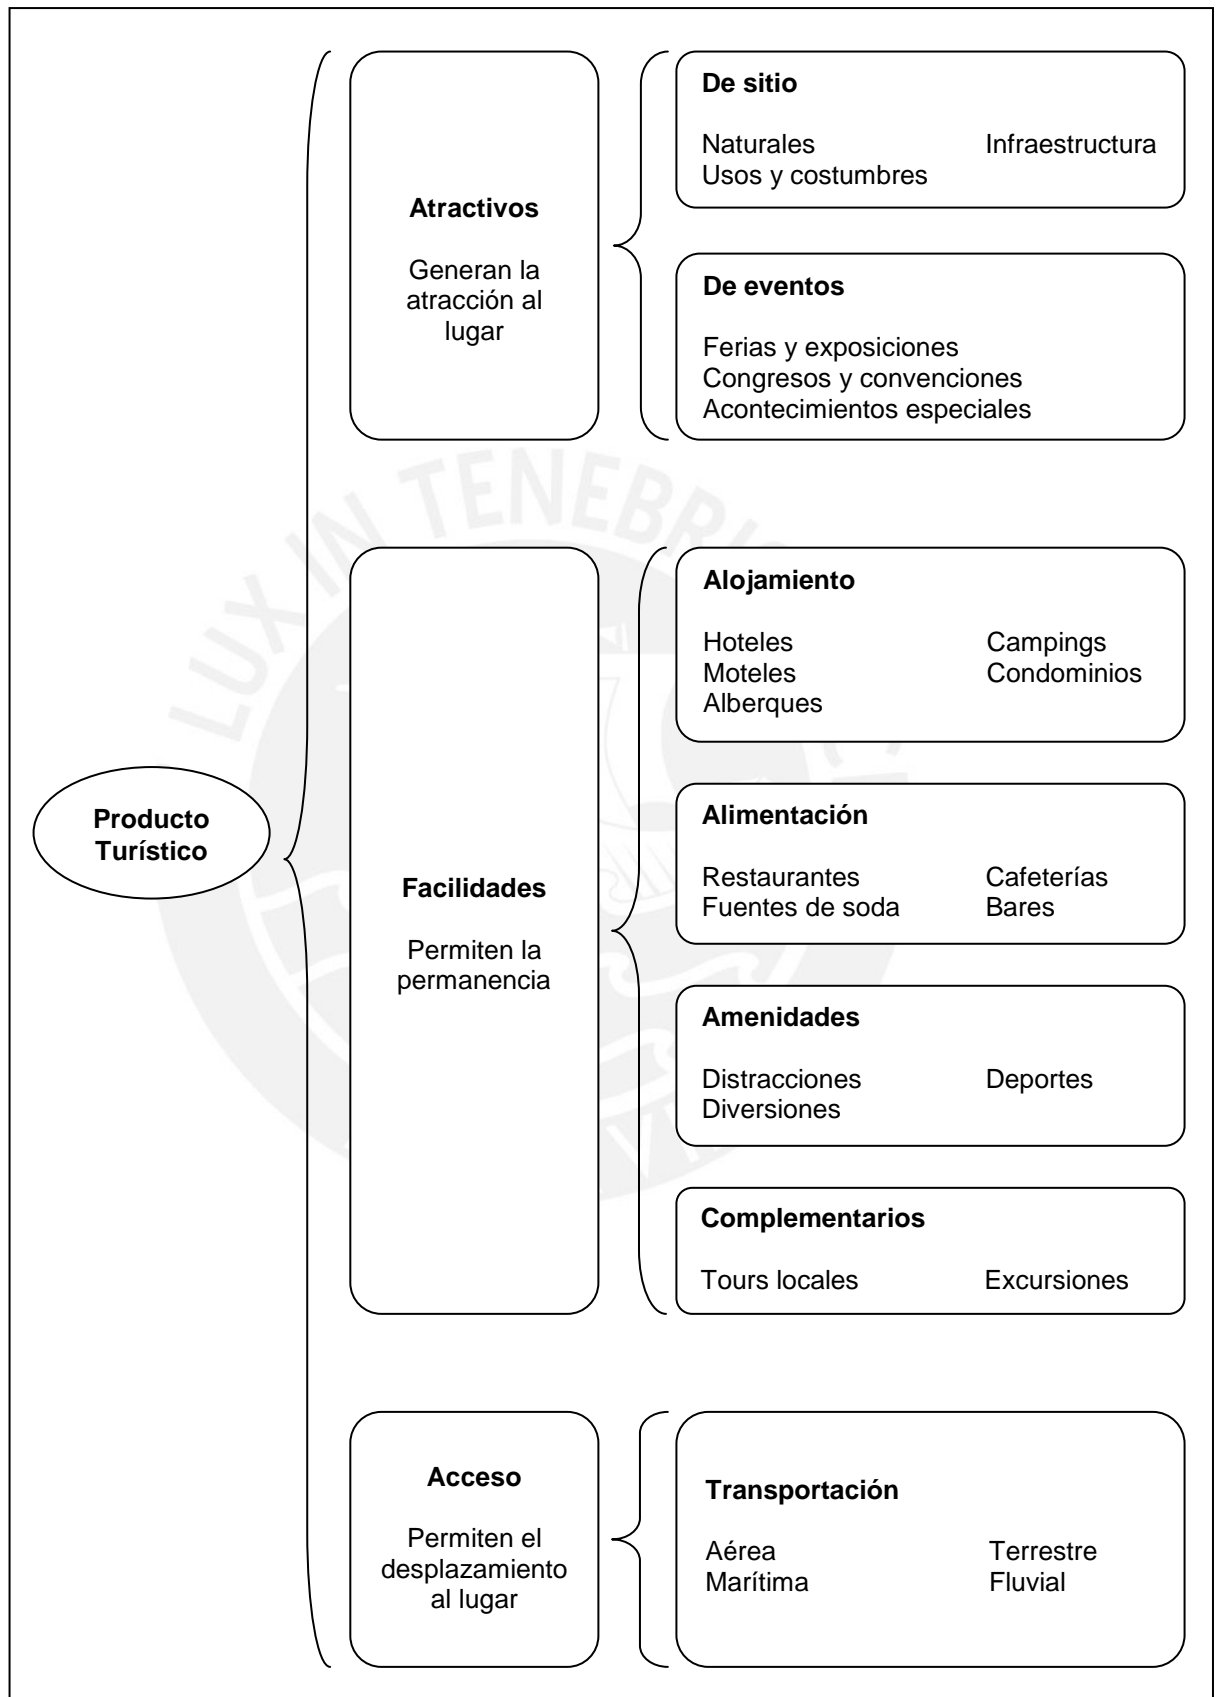 De sitio
Naturales Infraestructura
Usos y costumbres
Atractivos
Generan la
atracción al
lugar
De eventos
Ferias y exposiciones
Congresos y convenciones
Acontecimientos especiales
LUX IN TENEBRIS
Alojamiento
Hoteles Campings
Moteles Condominios
Alberques
Producto
Turístico
Facilidades
Permiten la
permanencia
Alimentación
Restaurantes Cafeterías
Fuentes de soda Bares
Amenidades
Distracciones Deportes
Diversiones
Complementarios
Tours locales Excursiones
Acceso
Permiten el
desplazamiento
al lugar
Transportación
Aérea Terrestre
Marítima Fluvial